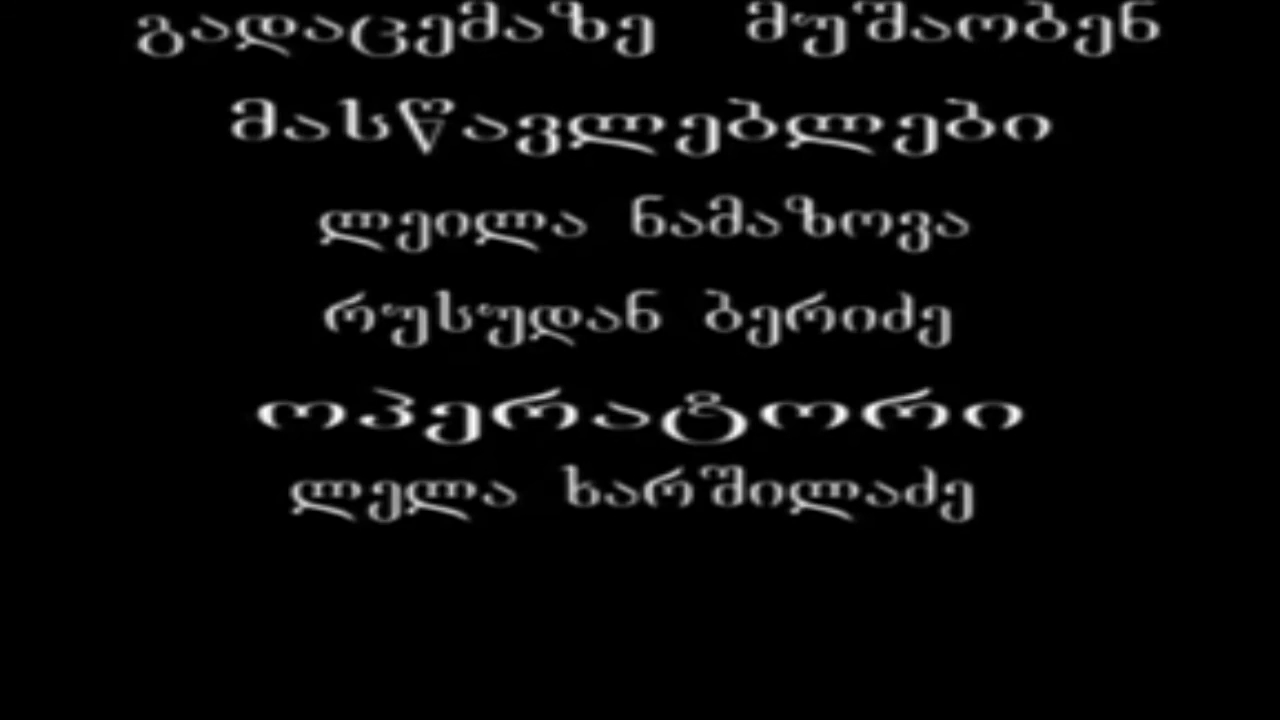 გადაცემაზე მუშაობენ
მასწავლებლები
ლეილა ნამაზოვა
რუსუდან ბერიძე
ოპერატორი
ლელა ხარშილაძე